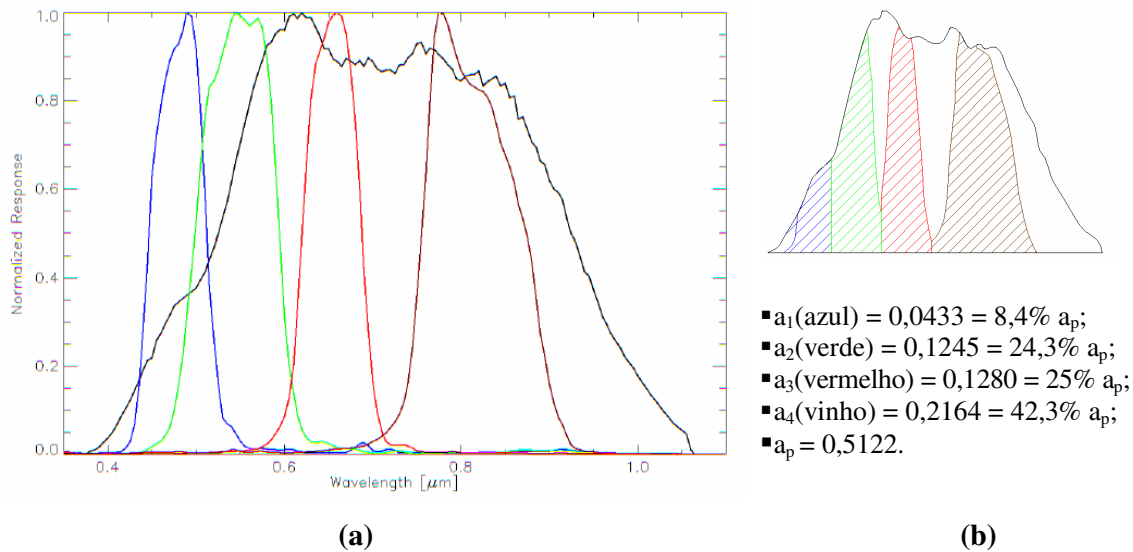 Normalized Response
1.0
0.8
0.6
0.4
0.2
0.0
0.4
0.6
0.8
1.0
Wavelength [μm]
(a)
▪a₁(azul) = 0,0433 = 8,4% aₚ;
▪a₂(verde) = 0,1245 = 24,3% aₚ;
▪a₃(vermelho) = 0,1280 = 25% aₚ;
▪a₄(vinho) = 0,2164 = 42,3% aₚ;
▪aₚ = 0,5122.
(b)